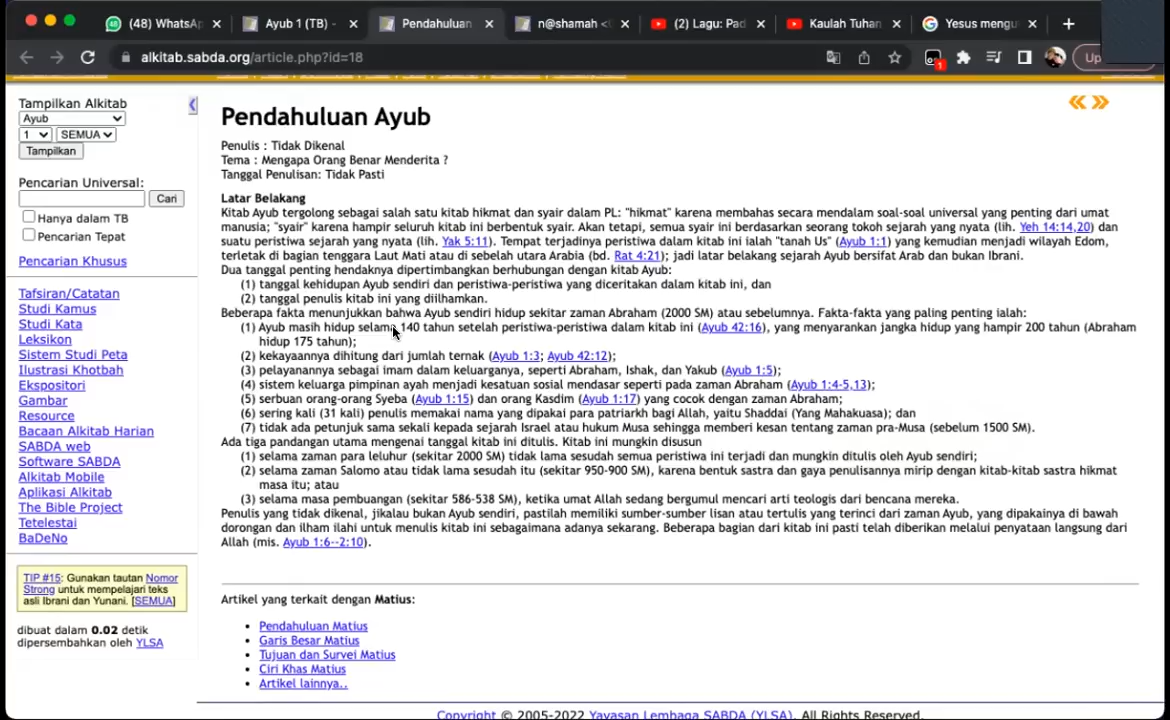 (48) WhatsAp
Ayub 1 (TB) -
Pendahuluan
n@shamah <
(2) Lagu: Pad
Kaulah Tuhan
Yesus mengu
alkitab.sabda.org/article.php?id=18
1
Up
Tampilkan Alkitab
Ayub
1 SEMUA
Tampilkan
Pencarian Universal:
Cari
Hanya dalam TB
Pencarian Tepat
Pencarian Khusus
Tafsiran/Catatan
Studi Kamus
Studi Kata
Leksikon
Sistem Studi Peta
Ilustrasi Khotbah
Ekspositori
Gambar
Resource
Bacaan Alkitab Harian
SABDA web
Software SABDA
Alkitab Mobile
Aplikasi Alkitab
The Bible Project
Tetelestai
BaDeNo
TIP #15: Gunakan tautan Nomor
Strong untuk mempelajari teks
asli Ibrani dan Yunani. [SEMUA]
dibuat dalam 0.02 detik
dipersembahkan oleh YLSA
Pendahuluan Ayub
Penulis : Tidak Dikenal
Tema : Mengapa Orang Benar Menderita ?
Tanggal Penulisan: Tidak Pasti
Latar Belakang
Kitab Ayub tergolong sebagai salah satu kitab hikmat dan syair dalam PL: "hikmat" karena membahas secara mendalam soal-soal universal yang penting dari umat
manusia; "syair" karena hampir seluruh kitab ini berbentuk syair. Akan tetapi, semua syair ini berdasarkan seorang tokoh sejarah yang nyata (lih. Yeh 14:14,20) dan
suatu peristiwa sejarah yang nyata (lih. Yak 5:11). Tempat terjadinya peristiwa dalam kitab ini ialah "tanah Us" (Ayub 1:1) yang kemudian menjadi wilayah Edom,
terletak di bagian tenggara Laut Mati atau di sebelah utara Arabia (bd. Rat 4:21); jadi latar belakang sejarah Ayub bersifat Arab dan bukan Ibrani.
Dua tanggal penting hendaknya dipertimbangkan berhubungan dengan kitab Ayub:
(1) tanggal kehidupan Ayub sendiri dan peristiwa-peristiwa yang diceritakan dalam kitab ini, dan
(2) tanggal penulis kitab ini yang diilhamkan.
Beberapa fakta menunjukkan bahwa Ayub sendiri hidup sekitar zaman Abraham (2000 SM) atau sebelumnya. Fakta-fakta yang paling penting ialah:
(1) Ayub masih hidup selama 140 tahun setelah peristiwa-peristiwa dalam kitab ini (Ayub 42:16), yang menyarankan jangka hidup yang hampir 200 tahun (Abraham
hidup 175 tahun);
(2) kekayaannya dihitung dari jumlah ternak (Ayub 1:3; Ayub 42:12);
(3) pelayanannya sebagai imam dalam keluarganya, seperti Abraham, Ishak, dan Yakub (Ayub 1:5);
(4) sistem keluarga pimpinan ayah menjadi kesatuan sosial mendasar seperti pada zaman Abraham (Ayub 1:4-5,13);
(5) serbuan orang-orang Syeba (Ayub 1:15) dan orang Kasdim (Ayub 1:17) yang cocok dengan zaman Abraham;
(6) sering kali (31 kali) penulis memakai nama yang dipakai para patriarkh bagi Allah, yaitu Shaddai (Yang Mahakuasa); dan
(7) tidak ada petunjuk sama sekali kepada sejarah Israel atau hukum Musa sehingga memberi kesan tentang zaman pra-Musa (sebelum 1500 SM).
Ada tiga pandangan utama mengenai tanggal kitab ini ditulis. Kitab ini mungkin disusun
(1) selama zaman para leluhur (sekitar 2000 SM) tidak lama sesudah semua peristiwa ini terjadi dan mungkin ditulis oleh Ayub sendiri;
(2) selama zaman Salomo atau tidak lama sesudah itu (sekitar 950-900 SM), karena bentuk sastra dan gaya penulisannya mirip dengan kitab-kitab sastra hikmat
masa itu; atau
(3) selama masa pembuangan (sekitar 586-538 SM), ketika umat Allah sedang bergumul mencari arti teologis dari bencana mereka.
Penulis yang tidak dikenal, jikalau bukan Ayub sendiri, pastilah memiliki sumber-sumber lisan atau tertulis yang terinci dari zaman Ayub, yang dipakainya di bawah
dorongan dan ilham ilahi untuk menulis kitab ini sebagaimana adanya sekarang. Beberapa bagian dari kitab ini pasti telah diberikan melalui penyataan langsung dari
Allah (mis. Ayub 1:6--2:10).
Artikel yang terkait dengan Matius:
Pendahuluan Matius
Garis Besar Matius
Tujuan dan Survei Matius
Ciri Khas Matius
Artikel lainnya..
Copyright © 2005-2022 Yayasan Lembaga SABDA (YLSA). All Rights Reserved.